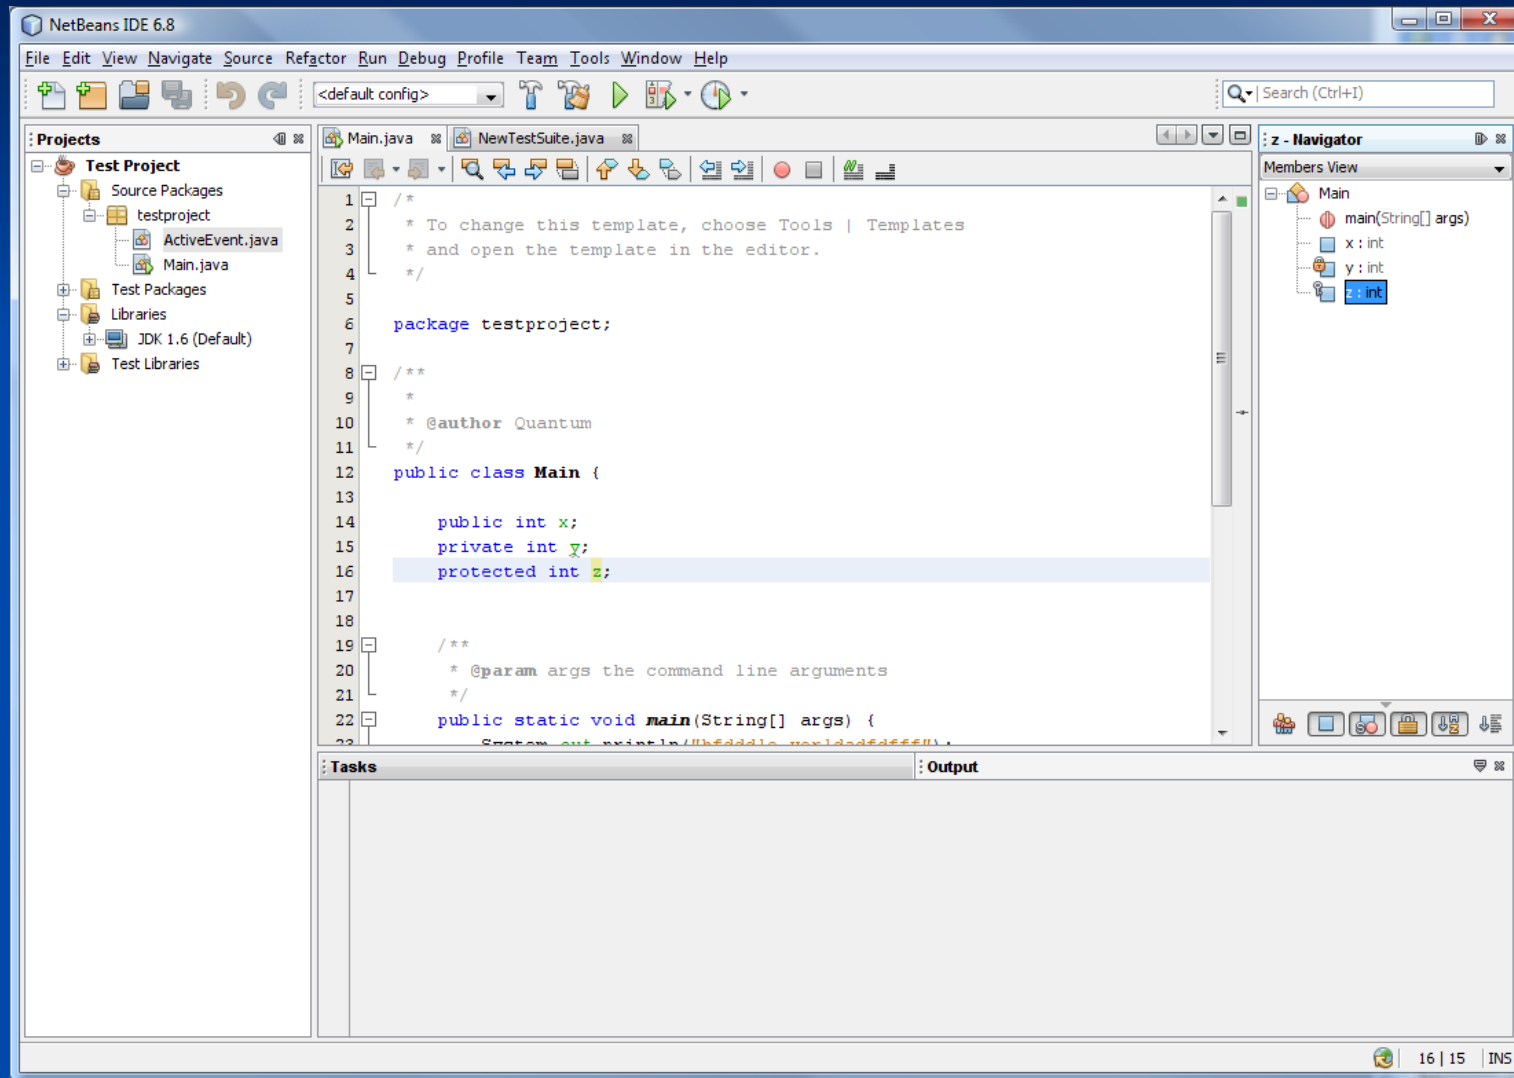 NetBeans IDE 6.8
File Edit View Navigate Source Refactor Run Debug Profile Team Tools Window Help
<default config>
Search (Ctrl+I)
Projects
Test Project
Source Packages
testproject
ActiveEvent.java
Main.java
Test Packages
Libraries
JDK 1.6 (Default)
Test Libraries
Main.java
NewTestSuite.java
1 /*
2 * To change this template, choose Tools | Templates
3 * and open the template in the editor.
4 */
5
6 package testproject;
7
8 /**
9 *
10 * @author Quantum
11 */
12 public class Main {
13
14 public int x;
15 private int y;
16 protected int z;
17
18
19 /**
20 * @param args the command line arguments
21 */
22 public static void main(String[] args) {
23 System.out.println(
z - Navigator
Members View
Main
main(String[] args)
x : int
y : int
z : int
Tasks
Output
16 | 15 INS